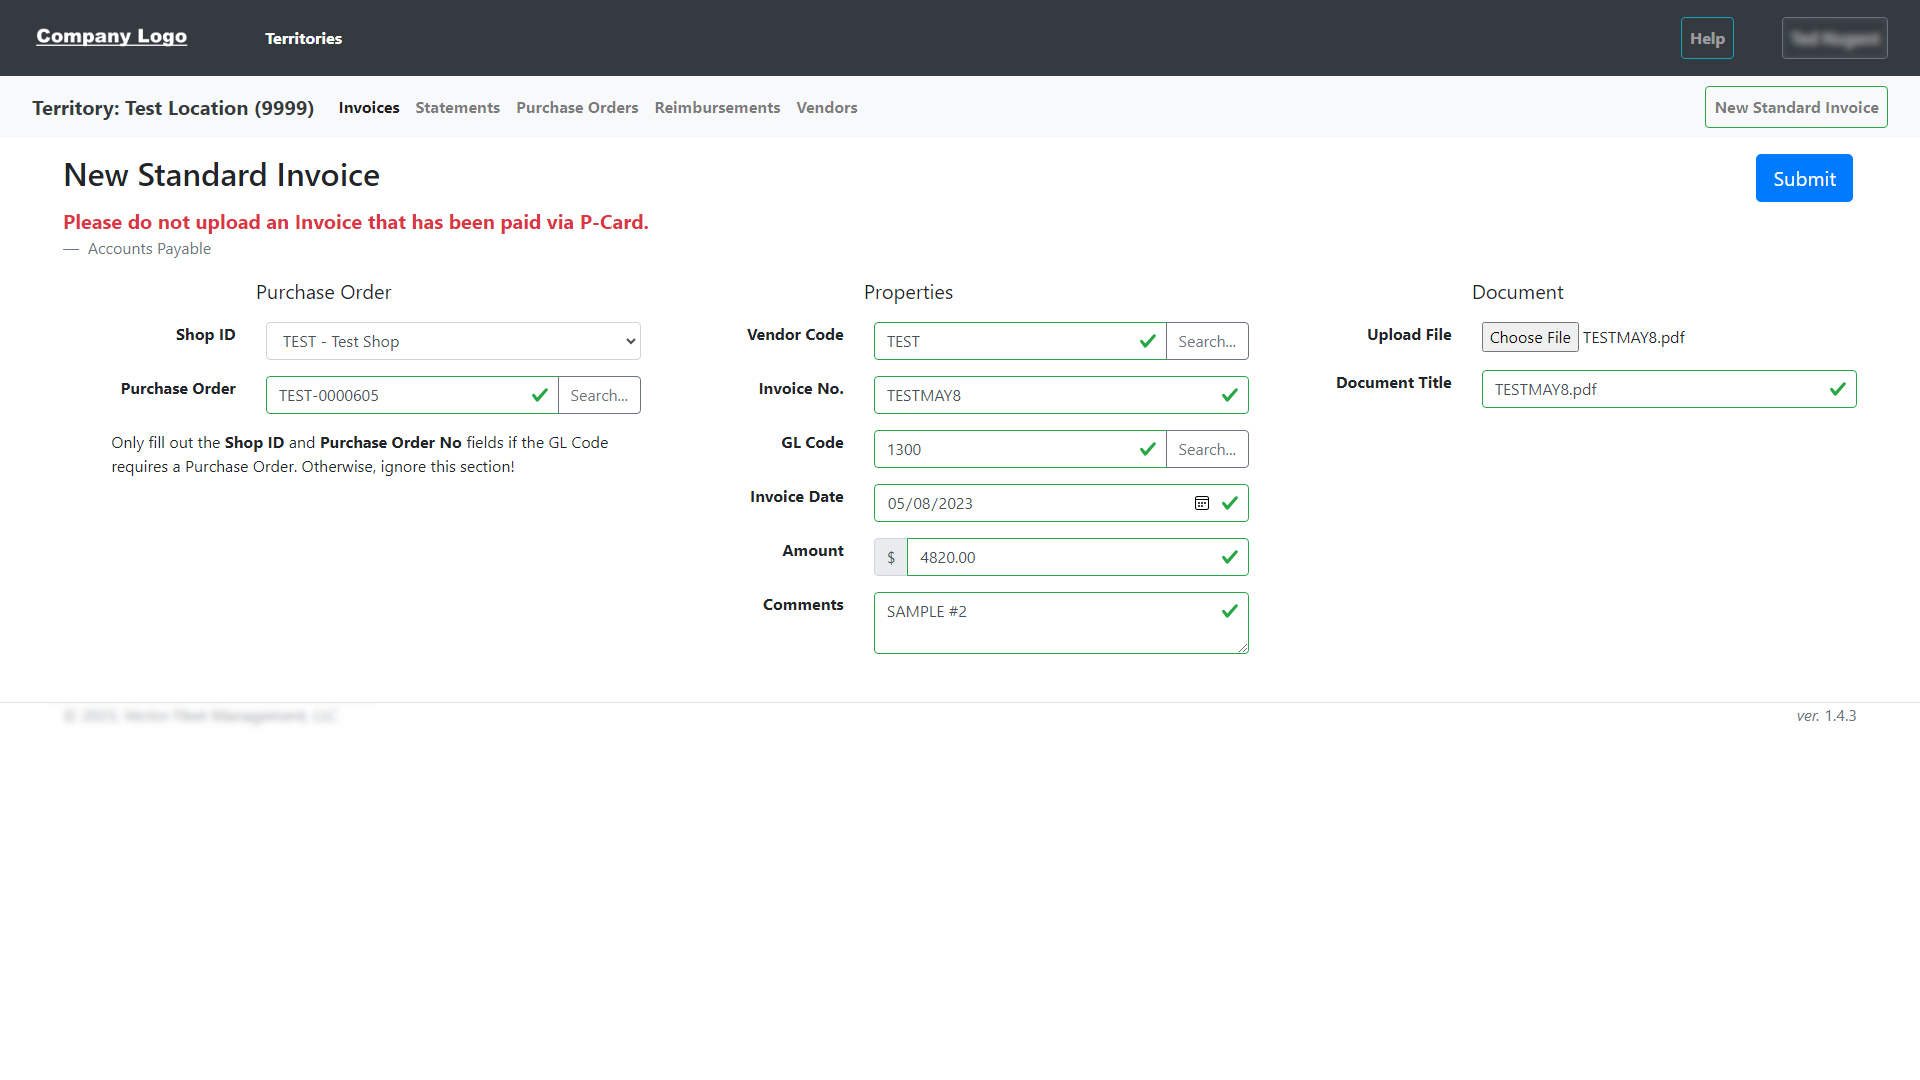 Company Logo Territories Help
Territory: Test Location (9999) Invoices Statements Purchase Orders Reimbursements Vendors New Standard Invoice
New Standard Invoice Submit
Please do not upload an Invoice that has been paid via P-Card.
— Accounts Payable
Purchase Order
Shop ID TEST - Test Shop
Purchase Order TEST-0000605 Search...
Only fill out the Shop ID and Purchase Order No fields if the GL Code
requires a Purchase Order. Otherwise, ignore this section!
Properties
Vendor Code TEST Search...
Invoice No. TESTMAY8
GL Code 1300 Search...
Invoice Date 05/08/2023
Amount $ 4820.00
Comments SAMPLE #2
Document
Upload File Choose File TESTMAY8.pdf
Document Title TESTMAY8.pdf
ver. 1.4.3